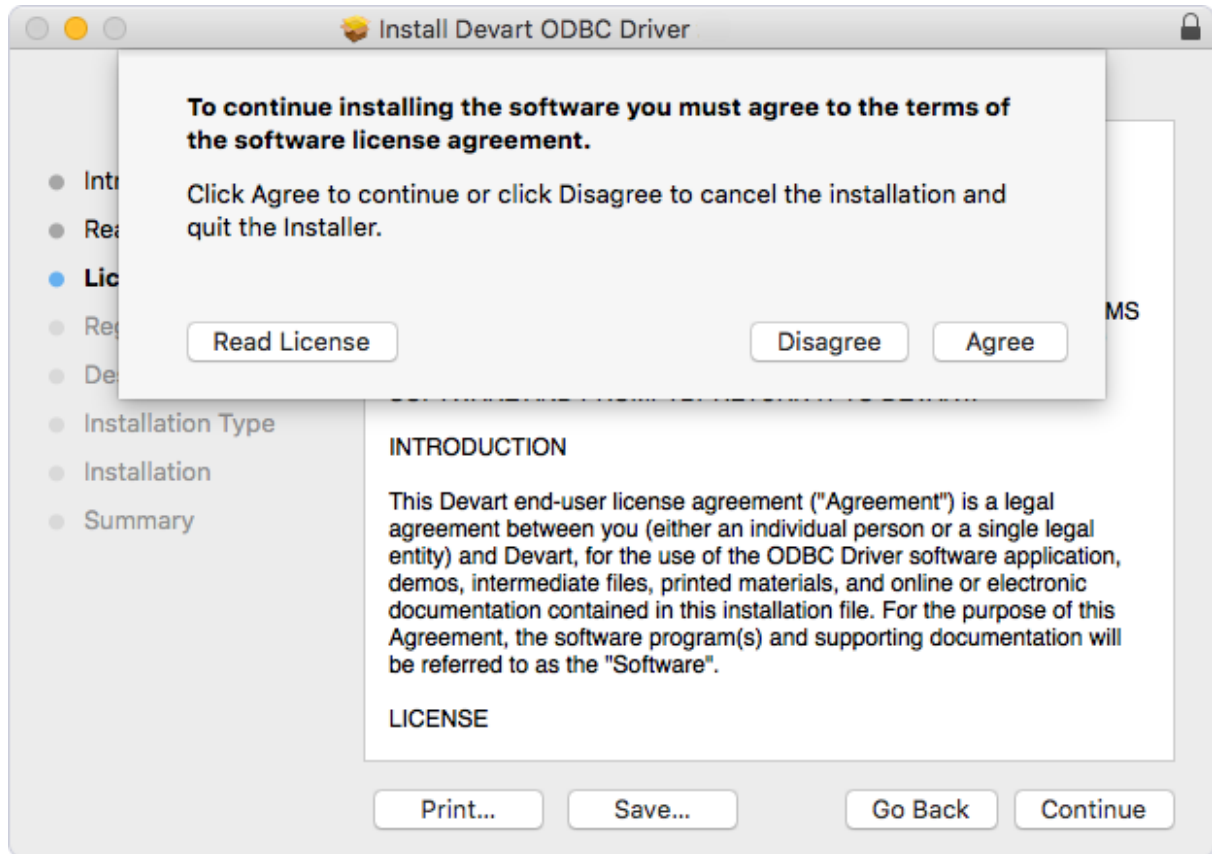 Install Devart ODBC Driver
To continue installing the software you must agree to the terms of
the software license agreement.
Click Agree to continue or click Disagree to cancel the installation and
quit the Installer.
Read License
Disagree
Agree
Installation Type
Installation
Summary
INTRODUCTION
This Devart end-user license agreement ("Agreement") is a legal
agreement between you (either an individual person or a single legal
entity) and Devart, for the use of the ODBC Driver software application,
demos, intermediate files, printed materials, and online or electronic
documentation contained in this installation file. For the purpose of this
Agreement, the software program(s) and supporting documentation will
be referred to as the "Software".
LICENSE
Print...
Save...
Go Back
Continue